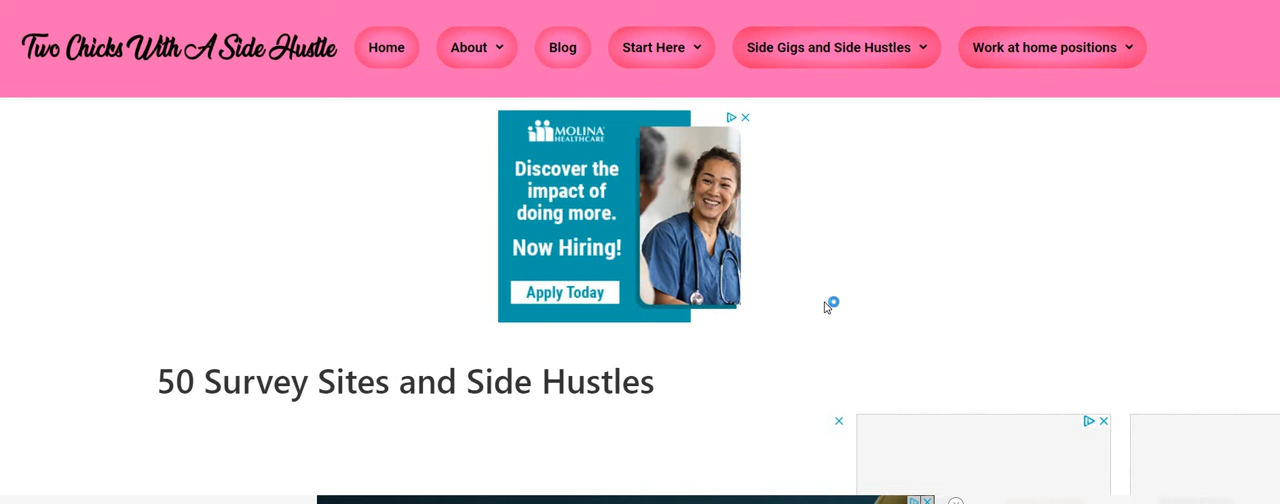 Two Chicks With A Side Hustle Home About Blog Start Here Side Gigs and Side Hustles Work at home positions
MOLINA
HEALTHCARE
Discover the
impact of
doing more.
Now Hiring!
Apply Today
50 Survey Sites and Side Hustles